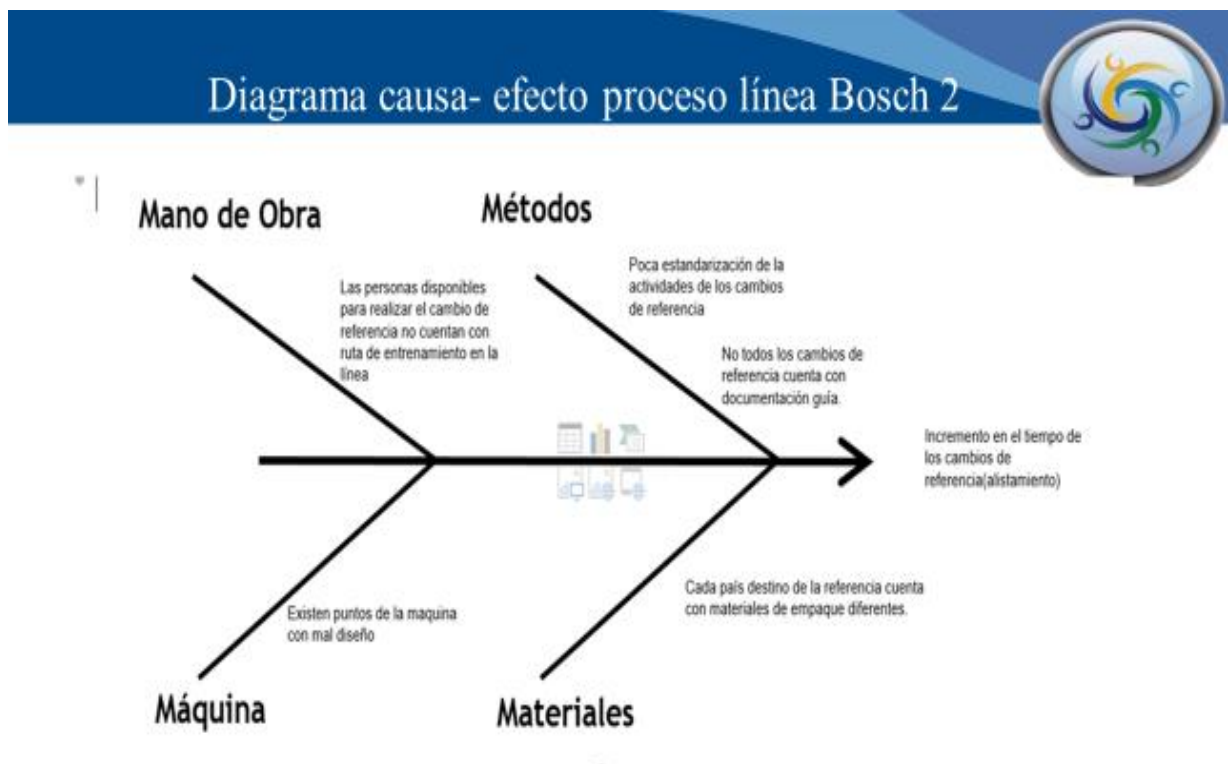 Diagrama causa- efecto proceso línea Bosch 2
Mano de Obra
Métodos
Las personas disponibles
para realizar el cambio de
referencia no cuentan con
ruta de entrenamiento en la
línea
Poca estandarización de la
actividades de los cambios
de referencia
No todos los cambios de
referencia cuenta con
documentación guía.
Incremento en el tiempo de
los cambios de
referencia(alistamiento)
Existen puntos de la maquina
con mal diseño
Cada país destino de la referencia cuenta
con materiales de empaque diferentes.
Máquina
Materiales